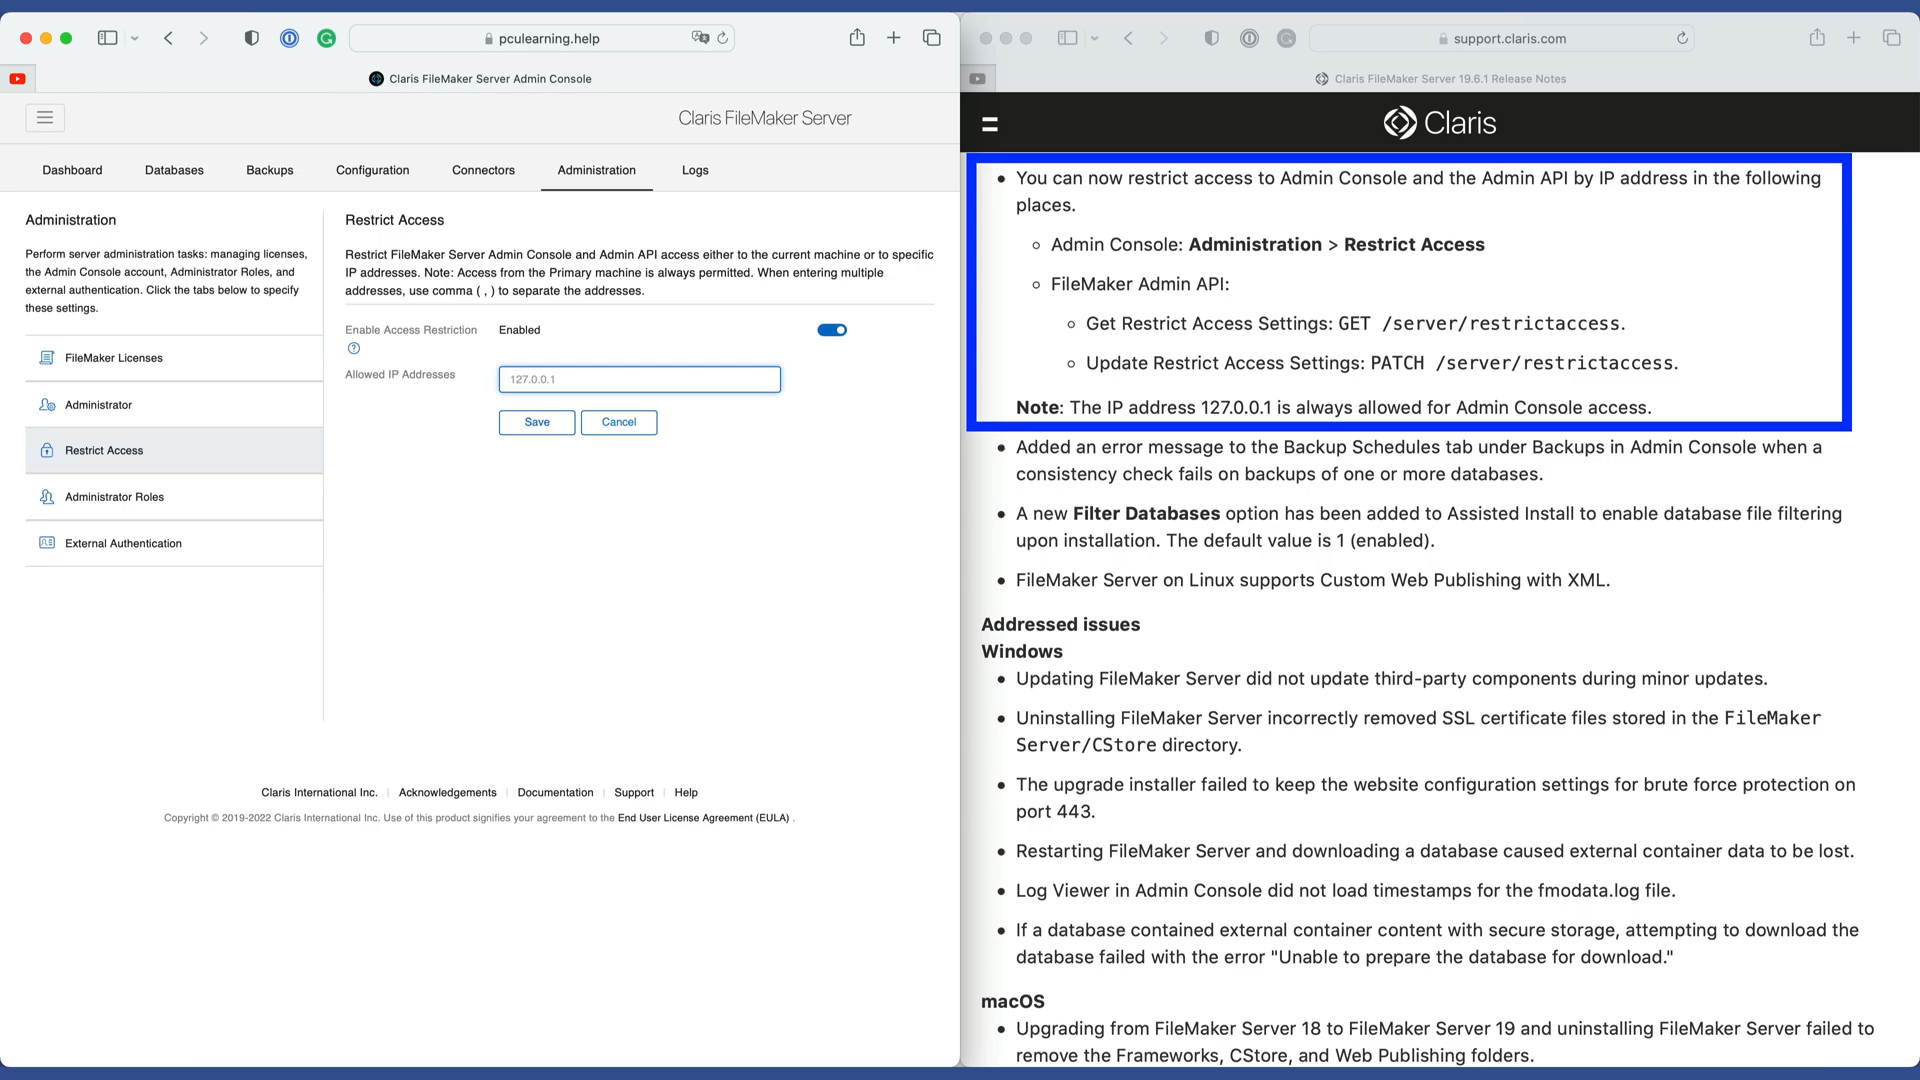 pculearning.help
Claris FileMaker Server Admin Console
Claris FileMaker Server
Dashboard
Databases
Backups
Configuration
Connectors
Administration
Logs
Administration
Perform server administration tasks: managing licenses,
the Admin Console account, Administrator Roles, and
external authentication. Click the tabs below to specify
these settings.
FileMaker Licenses
Administrator
Restrict Access
Administrator Roles
External Authentication
Restrict Access
Restrict FileMaker Server Admin Console and Admin API access either to the current machine or to specific
IP addresses. Note: Access from the Primary machine is always permitted. When entering multiple
addresses, use comma ( , ) to separate the addresses.
Enable Access Restriction
Enabled
?
Allowed IP Addresses
127.0.0.1
Save
Cancel
Claris International Inc.
Acknowledgements
Documentation
Support
Help
Copyright © 2019-2022 Claris International Inc. Use of this product signifies your agreement to the End User License Agreement (EULA) .
support.claris.com
Claris FileMaker Server 19.6.1 Release Notes
Claris
• You can now restrict access to Admin Console and the Admin API by IP address in the following
places.
◦ Admin Console: Administration > Restrict Access
◦ FileMaker Admin API:
◦ Get Restrict Access Settings: GET /server/restrictaccess.
◦ Update Restrict Access Settings: PATCH /server/restrictaccess.
Note: The IP address 127.0.0.1 is always allowed for Admin Console access.
• Added an error message to the Backup Schedules tab under Backups in Admin Console when a
consistency check fails on backups of one or more databases.
• A new Filter Databases option has been added to Assisted Install to enable database file filtering
upon installation. The default value is 1 (enabled).
• FileMaker Server on Linux supports Custom Web Publishing with XML.
Addressed issues
Windows
• Updating FileMaker Server did not update third-party components during minor updates.
• Uninstalling FileMaker Server incorrectly removed SSL certificate files stored in the FileMaker
Server/CStore directory.
• The upgrade installer failed to keep the website configuration settings for brute force protection on
port 443.
• Restarting FileMaker Server and downloading a database caused external container data to be lost.
• Log Viewer in Admin Console did not load timestamps for the fmodata.log file.
• If a database contained external container content with secure storage, attempting to download the
database failed with the error "Unable to prepare the database for download."
macOS
• Upgrading from FileMaker Server 18 to FileMaker Server 19 and uninstalling FileMaker Server failed to
remove the Frameworks, CStore, and Web Publishing folders.